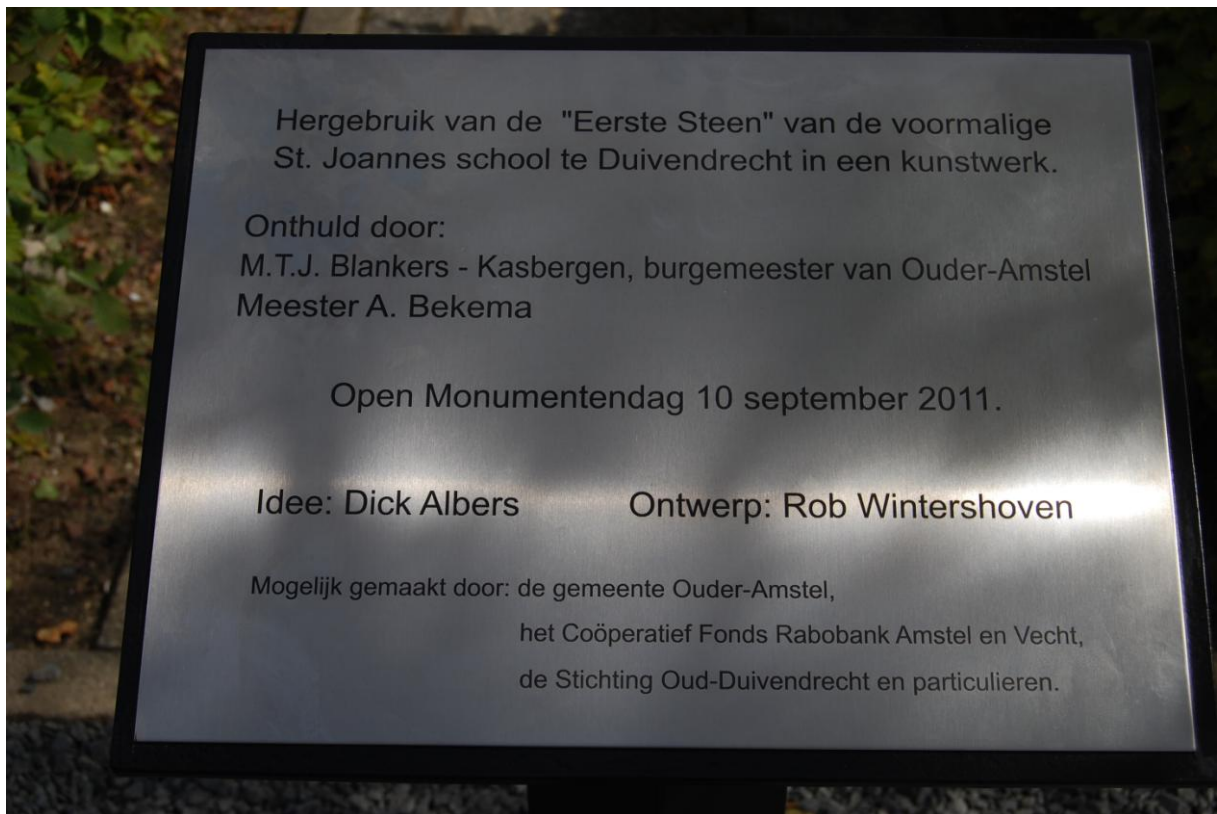 Hergebruik van de "Eerste Steen" van de voormalige
St. Joannes school te Duivendrecht in een kunstwerk.
Onthuld door:
M.T.J. Blankers - Kasbergen, burgemeester van Ouder-Amstel
Meester A. Bekema
Open Monumentendag 10 september 2011.
Idee: Dick Albers Ontwerp: Rob Wintershoven
Mogelijk gemaakt door: de gemeente Ouder-Amstel,
het Coöperatief Fonds Rabobank Amstel en Vecht,
de Stichting Oud-Duivendrecht en particulieren.